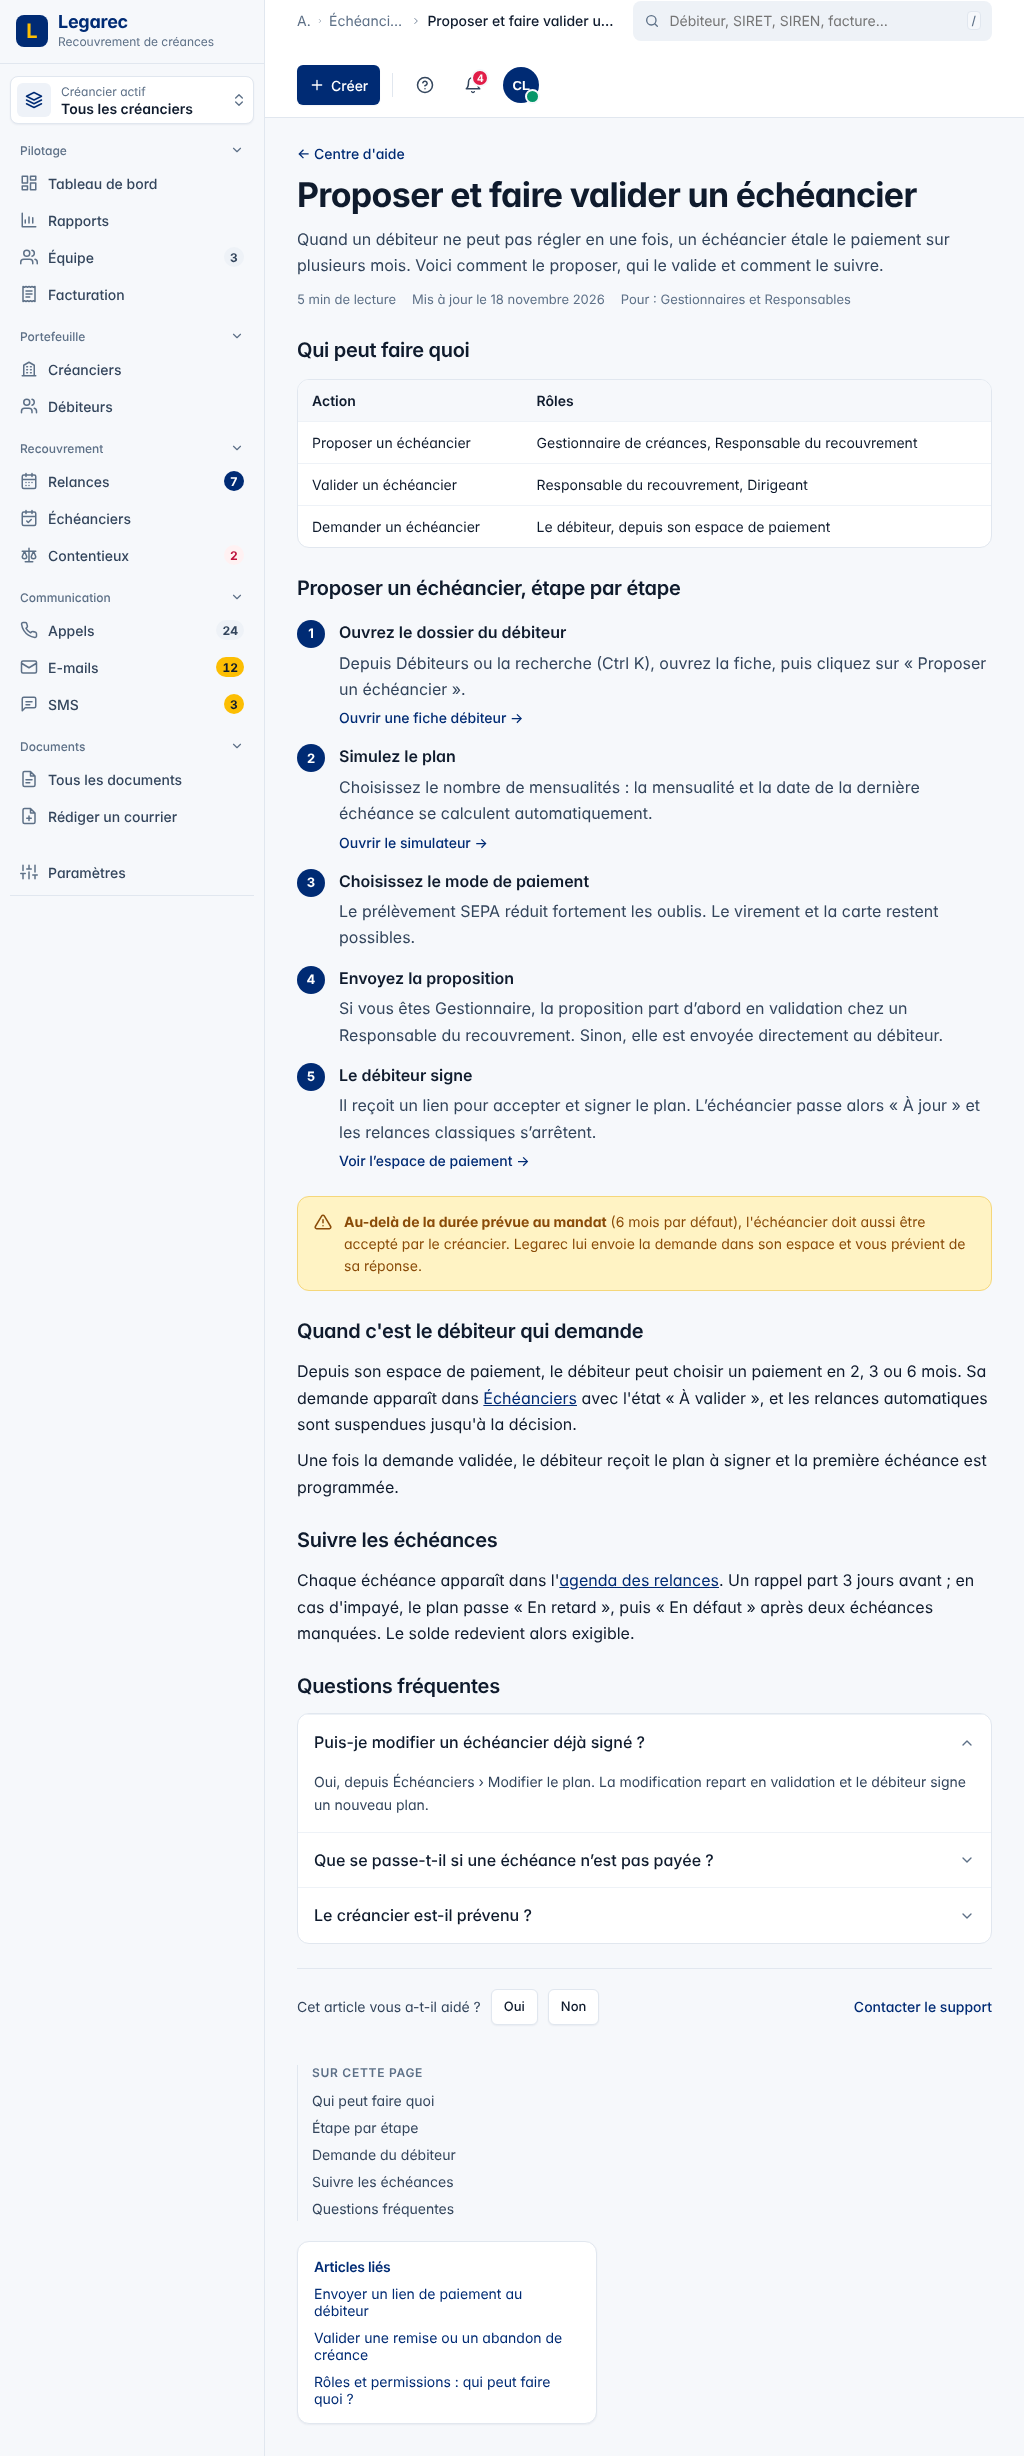 L
Legarec
Recouvrement de créances
Créancier actif
Tous les créanciers
Pilotage
Tableau de bord
Rapports
Équipe 3
Facturation
Portefeuille
Créanciers
Débiteurs
Recouvrement
Relances 7
Échéanciers
Contentieux 2
Communication
Appels 24
E-mails 12
SMS 3
Documents
Tous les documents
Rédiger un courrier
Paramètres
A. › Échéanci... › Proposer et faire valider u...
Débiteur, SIRET, SIREN, facture... /
+ Créer
4
CL
← Centre d'aide
Proposer et faire valider un échéancier
Quand un débiteur ne peut pas régler en une fois, un échéancier étale le paiement sur
plusieurs mois. Voici comment le proposer, qui le valide et comment le suivre.
5 min de lecture Mis à jour le 18 novembre 2026 Pour : Gestionnaires et Responsables
Qui peut faire quoi
Action Rôles
Proposer un échéancier Gestionnaire de créances, Responsable du recouvrement
Valider un échéancier Responsable du recouvrement, Dirigeant
Demander un échéancier Le débiteur, depuis son espace de paiement
Proposer un échéancier, étape par étape
1 Ouvrez le dossier du débiteur
Depuis Débiteurs ou la recherche (Ctrl K), ouvrez la fiche, puis cliquez sur « Proposer
un échéancier ».
Ouvrir une fiche débiteur →
2 Simulez le plan
Choisissez le nombre de mensualités : la mensualité et la date de la dernière
échéance se calculent automatiquement.
Ouvrir le simulateur →
3 Choisissez le mode de paiement
Le prélèvement SEPA réduit fortement les oublis. Le virement et la carte restent
possibles.
4 Envoyez la proposition
Si vous êtes Gestionnaire, la proposition part d’abord en validation chez un
Responsable du recouvrement. Sinon, elle est envoyée directement au débiteur.
5 Le débiteur signe
Il reçoit un lien pour accepter et signer le plan. L’échéancier passe alors « À jour » et
les relances classiques s’arrêtent.
Voir l’espace de paiement →
Au-delà de la durée prévue au mandat (6 mois par défaut), l'échéancier doit aussi être
accepté par le créancier. Legarec lui envoie la demande dans son espace et vous prévient de
sa réponse.
Quand c'est le débiteur qui demande
Depuis son espace de paiement, le débiteur peut choisir un paiement en 2, 3 ou 6 mois. Sa
demande apparaît dans Échéanciers avec l'état « À valider », et les relances automatiques
sont suspendues jusqu'à la décision.
Une fois la demande validée, le débiteur reçoit le plan à signer et la première échéance est
programmée.
Suivre les échéances
Chaque échéance apparaît dans l'agenda des relances. Un rappel part 3 jours avant ; en
cas d'impayé, le plan passe « En retard », puis « En défaut » après deux échéances
manquées. Le solde redevient alors exigible.
Questions fréquentes
Puis-je modifier un échéancier déjà signé ?
Oui, depuis Échéanciers › Modifier le plan. La modification repart en validation et le débiteur signe
un nouveau plan.
Que se passe-t-il si une échéance n’est pas payée ?
Le créancier est-il prévenu ?
Cet article vous a-t-il aidé ? Oui Non Contacter le support
SUR CETTE PAGE
Qui peut faire quoi
Étape par étape
Demande du débiteur
Suivre les échéances
Questions fréquentes
Articles liés
Envoyer un lien de paiement au
débiteur
Valider une remise ou un abandon de
créance
Rôles et permissions : qui peut faire
quoi ?